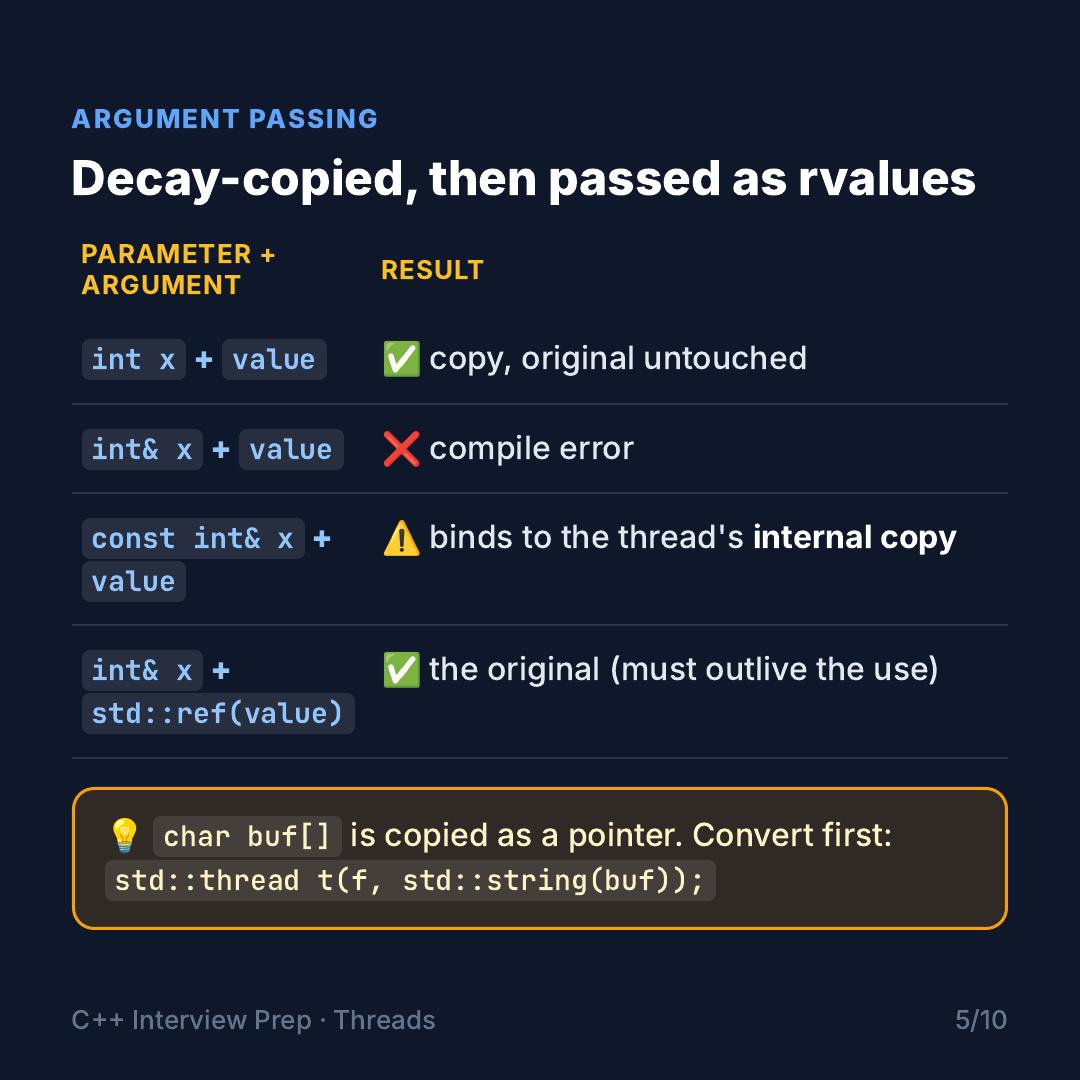 ARGUMENT PASSING
Decay-copied, then passed as rvalues
PARAMETER +
ARGUMENT
RESULT
int x + value
✅ copy, original untouched
int& x + value
❌ compile error
const int& x +
value
⚠️ binds to the thread's internal copy
int& x +
std::ref(value)
✅ the original (must outlive the use)
💡 char buf[] is copied as a pointer. Convert first:
std::thread t(f, std::string(buf));
C++ Interview Prep · Threads
5/10